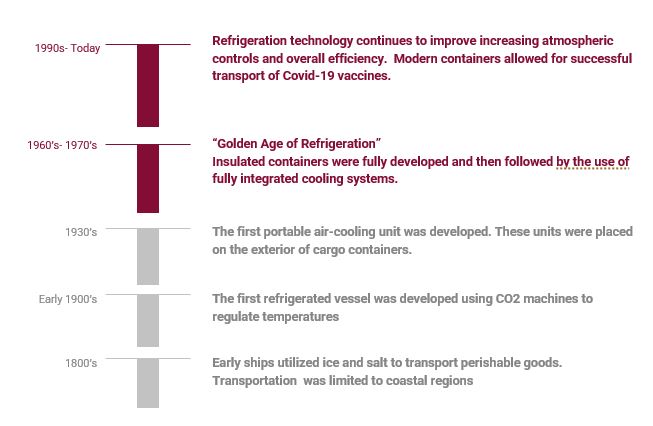 1990s- Today
Refrigeration technology continues to improve increasing atmospheric
controls and overall efficiency.  Modern containers allowed for successful
transport of Covid-19 vaccines.
1960's- 1970's
“Golden Age of Refrigeration”
Insulated containers were fully developed and then followed by the use of
fully integrated cooling systems.
1930's
The first portable air-cooling unit was developed. These units were placed
on the exterior of cargo containers.
Early 1900's
The first refrigerated vessel was developed using CO2 machines to
regulate temperatures
1800's
Early ships utilized ice and salt to transport perishable goods.
Transportation  was limited to coastal regions